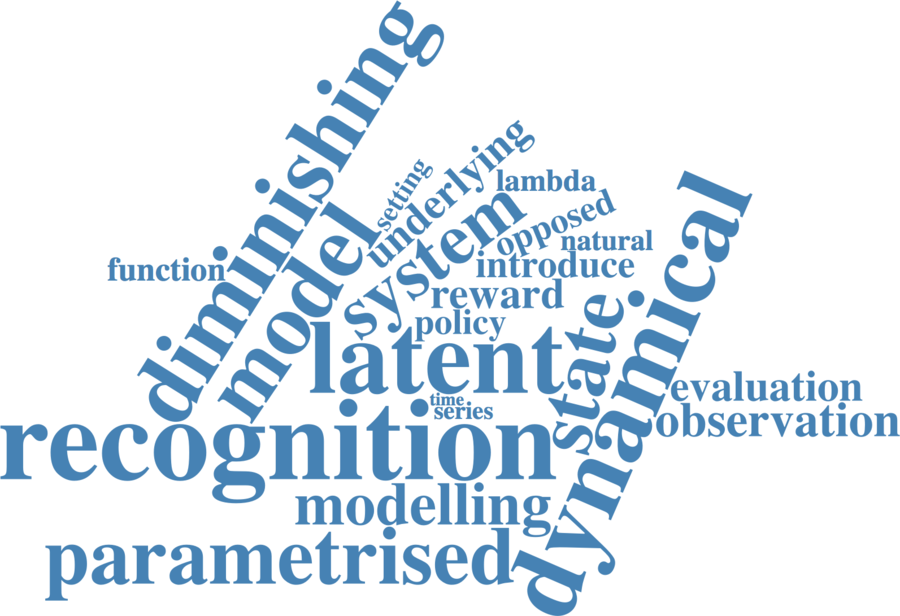 diminishing
underlying
setting
lambda
system
opposed
model
natural
function
introduce
dynamical
reward
state
policy
latent
evaluation
time
series
observation
recognition
modelling
parametrised